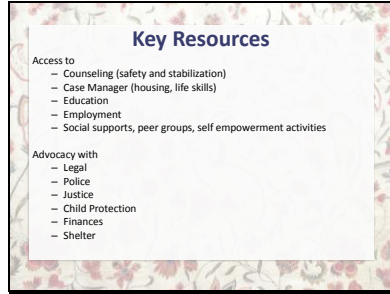 Key Resources
Access to
– Counseling (safety and stabilization)
– Case Manager (housing, life skills)
– Education
– Employment
– Social supports, peer groups, self empowerment activities
Advocacy with
– Legal
– Police
– Justice
– Child Protection
– Finances
– Shelter